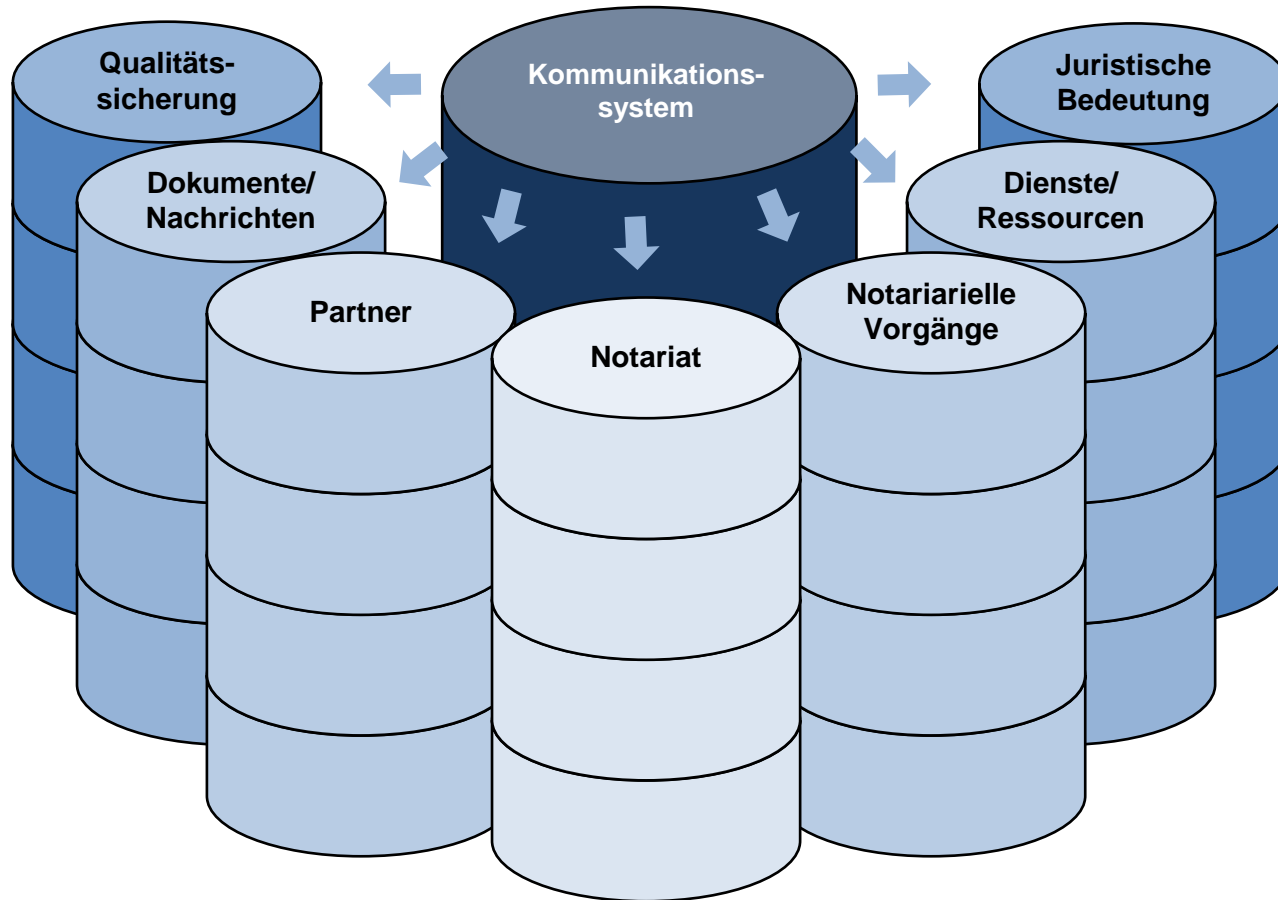 Qualitäts-
sicherung
Kommunikations-
system
Juristische
Bedeutung
Dokumente/
Nachrichten
Dienste/
Ressourcen
Partner
Notariarielle
Vorgänge
Notariat